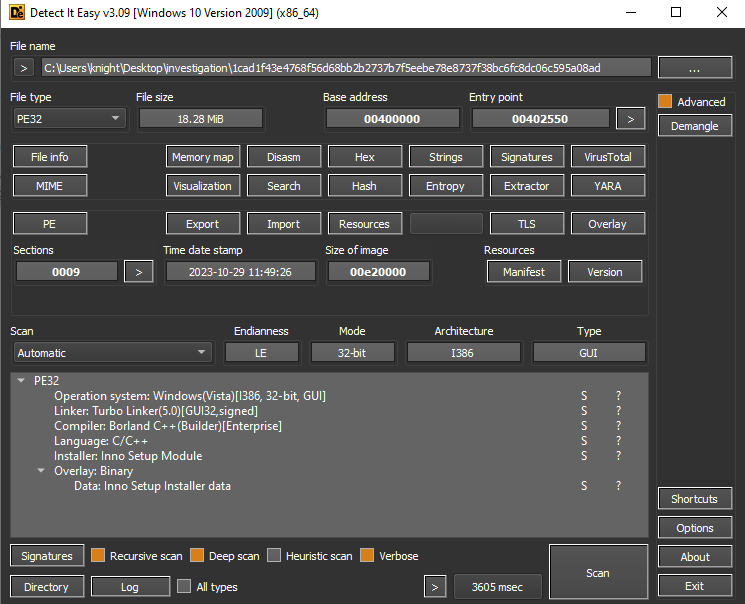 Detect It Easy v3.09 [Windows 10 Version 2009] (x86_64)
File name
> C:\Users\knight\Desktop\investigation\1cad1f43e4768f56d68bb2b2737b7f5eebe78e8737f38bc6fc8dc06c595a08ad ...
File type File size Base address Entry point Advanced
PE32 18.28 MiB 00400000 00402550 > Demangle
File info Memory map Disasm Hex Strings Signatures VirusTotal
MIME Visualization Search Hash Entropy Extractor YARA
PE Export Import Resources TLS Overlay
Sections Time date stamp Size of image Resources
0009 > 2023-10-29 11:49:26 00e20000 Manifest Version
Scan Endianness Mode Architecture Type
Automatic LE 32-bit I386 GUI
PE32
Operation system: Windows(Vista)[I386, 32-bit, GUI] S ?
Linker: Turbo Linker(5.0)[GUI32,signed] S ?
Compiler: Borland C++(Builder)[Enterprise] S ?
Language: C/C++ S ?
Installer: Inno Setup Module S ?
Overlay: Binary
Data: Inno Setup Installer data S ?
Shortcuts
Options
Signatures Recursive scan Deep scan Heuristic scan Verbose Scan About
Directory Log All types > 3605 msec Exit